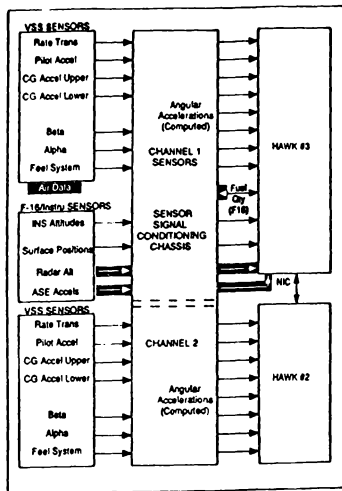 VSS SENSORS
Rate Trans
Pilot Accel
CG Accel Upper
CG Accel Lower
Beta
Alpha
Feel System
Air Data
F-16/Instru SENSORS
INS Altitudes
Surface Positions
Radar Alt
ASE Accels
VSS SENSORS
Rate Trans
Pilot Accel
CG Accel Upper
CG Accel Lower
Beta
Alpha
Feel System
Angular
Accelerations
(Computed)
CHANNEL 1
SENSORS
SENSOR
SIGNAL
CONDITIONING
CHASSIS
CHANNEL 2
Angular
Accelerations
(Computed)
Fuel
Qty
(F16)
HAWK #3
NIC
HAWK #2